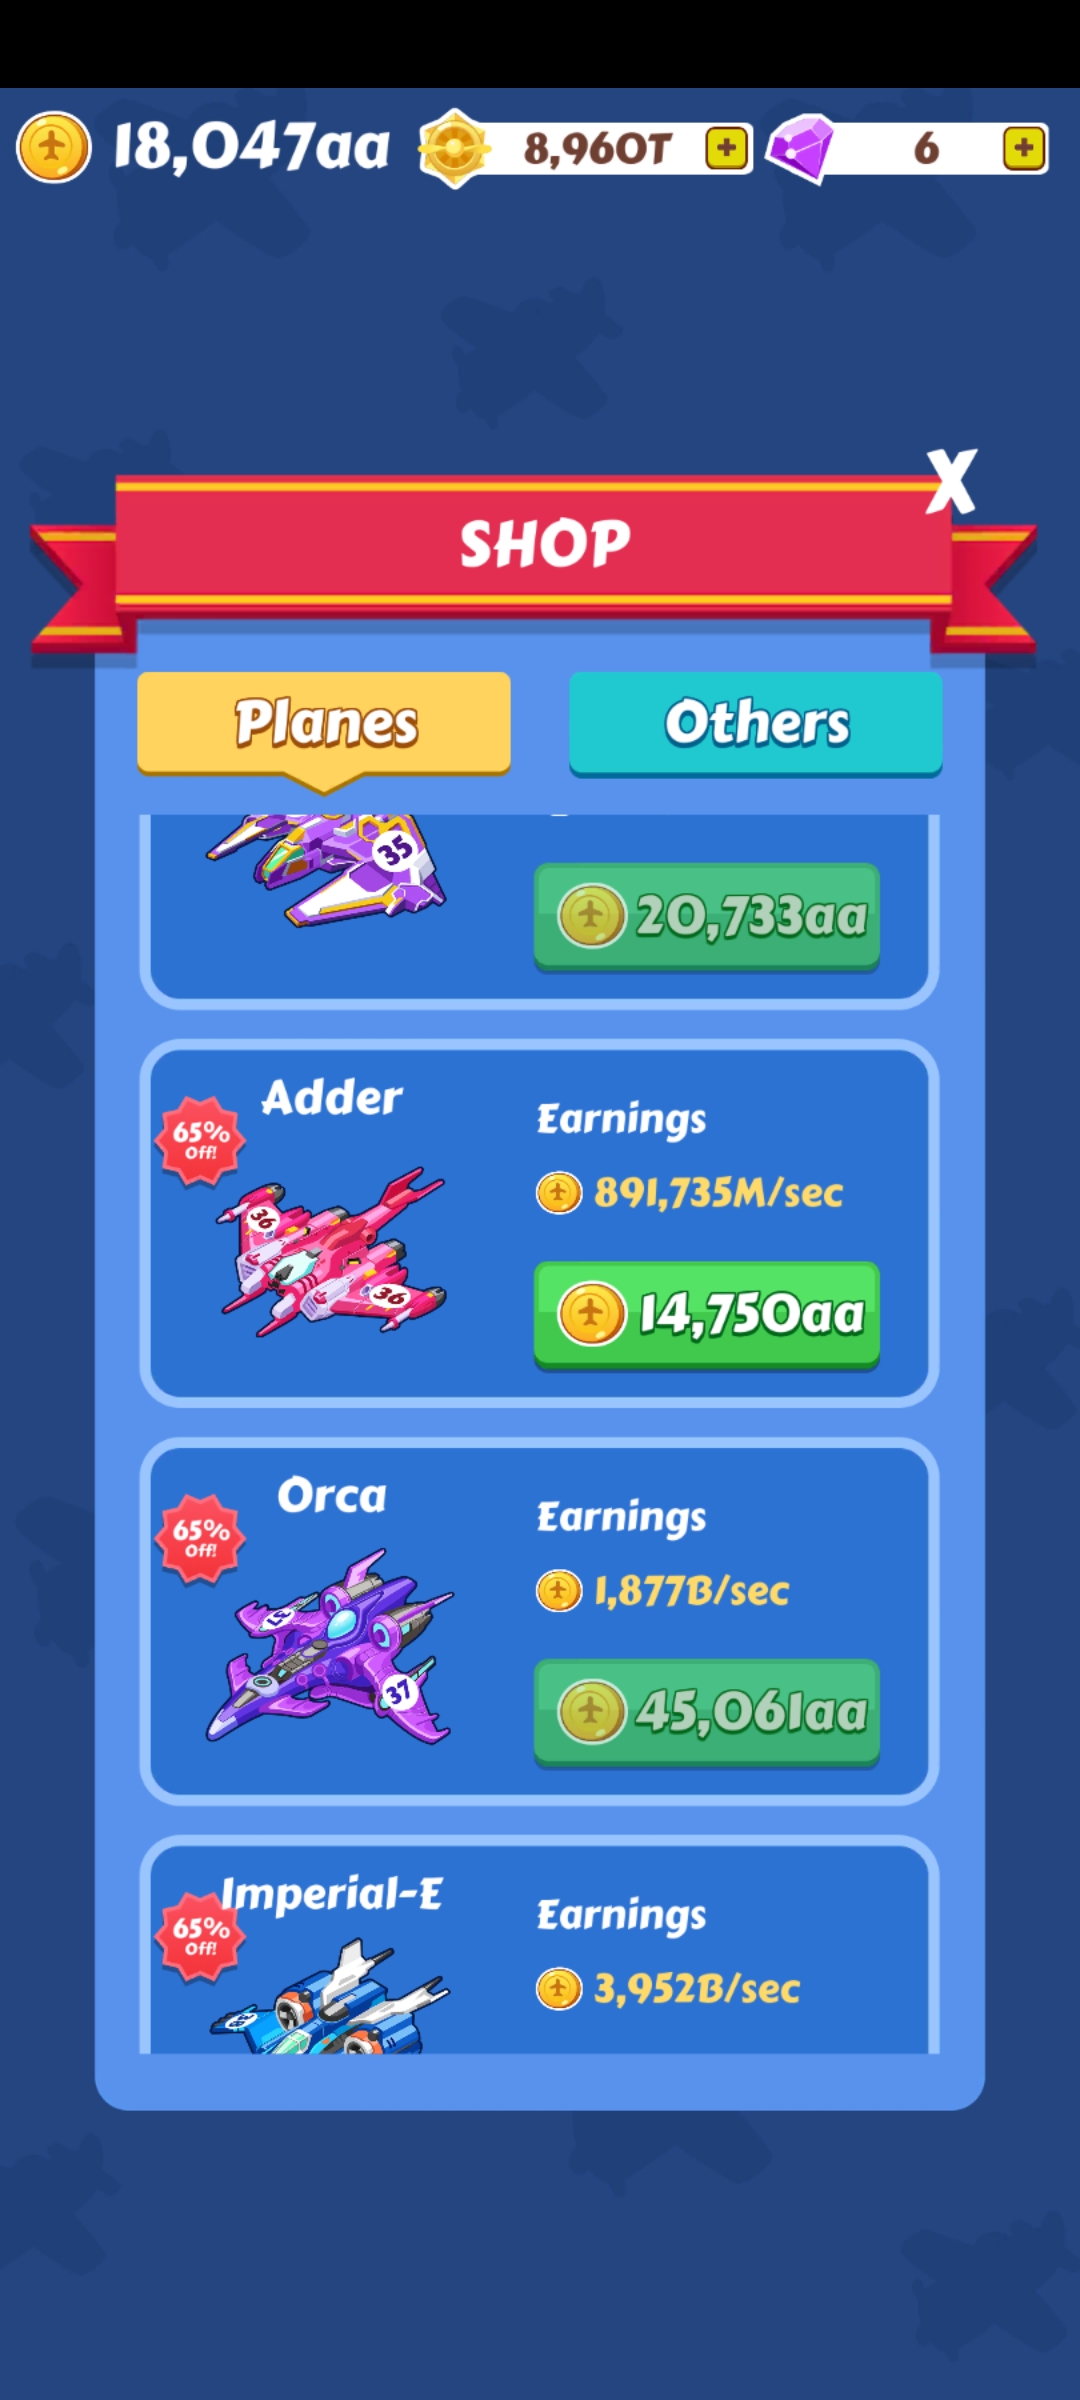 18,047aa
8,960T
6
X
SHOP
Planes
Others
35
20,733aa
Adder
65%
Off!
Earnings
891,735M/sec
36
36
14,750aa
Orca
65%
Off!
Earnings
1,877B/sec
37
37
45,061aa
Imperial-E
65%
Off!
Earnings
3,952B/sec